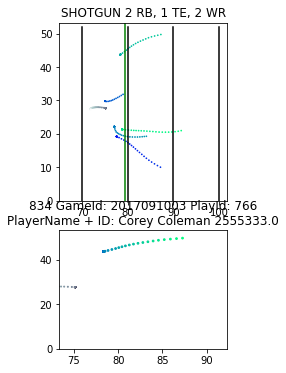 SHOTGUN 2 RB, 1 TE, 2 WR
50
40
30
20
10
0
70 80 90 100
834 GameId: 2017091003 PlayId: 766
PlayerName + ID: Corey Coleman 2555333.0
40
20
0
75 80 85 90